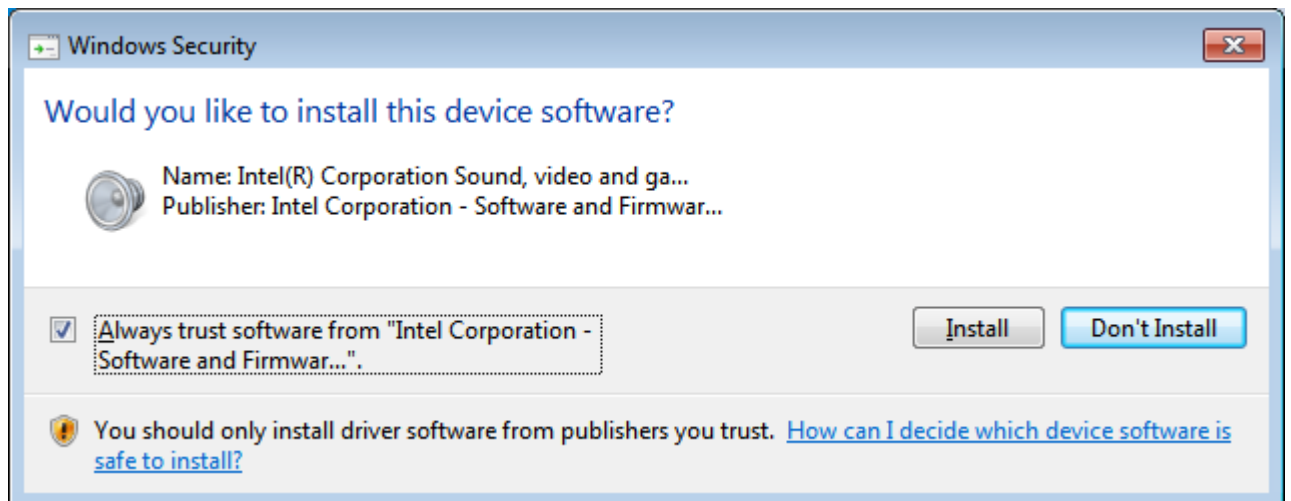 Windows Security
Would you like to install this device software?
Name: Intel(R) Corporation Sound, video and ga...
Publisher: Intel Corporation - Software and Firmwar...
Always trust software from "Intel Corporation -
Software and Firmwar...".
Install
Don't Install
You should only install driver software from publishers you trust. How can I decide which device software is
safe to install?